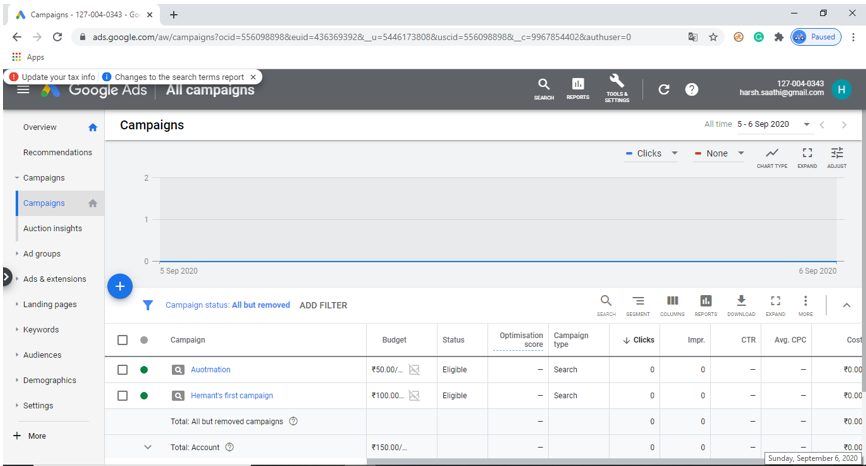 Campaigns - 127-004-0343 - Goo
ads.google.com/aw/campaigns?ocid=556098898&euid=436369392&__u=5446173808&uscid=556098898&__c=9967854402&authuser=0
Paused
Apps
Update your tax info
Changes to the search terms report
Google Ads
All campaigns
SEARCH
REPORTS
TOOLS &
SETTINGS
127-004-0343
harsh.saathi@gmail.com
H
Overview
Recommendations
Campaigns
Campaigns
Auction insights
Ad groups
Ads & extensions
Landing pages
Keywords
Audiences
Demographics
Settings
More
Campaigns
All time 5 - 6 Sep 2020
Clicks
None
CHART TYPE
EXPAND
ADJUST
2
1
0
5 Sep 2020
6 Sep 2020
Campaign status: All but removed
ADD FILTER
SEARCH
SEGMENT
COLUMNS
REPORTS
DOWNLOAD
EXPAND
MORE
Campaign Budget Status Optimisation score Campaign type Clicks Impr. CTR Avg. CPC Cost
Auotmation ₹50.00/... Eligible – Search 0 0 – – ₹0.00
Hemant's first campaign ₹100.00... Eligible – Search 0 0 – – ₹0.00
Total: All but removed campaigns – 0 0 – – ₹0.00
Total: Account ₹150.00/... – 0 0 – – ₹0.00
Sunday, September 6, 2020